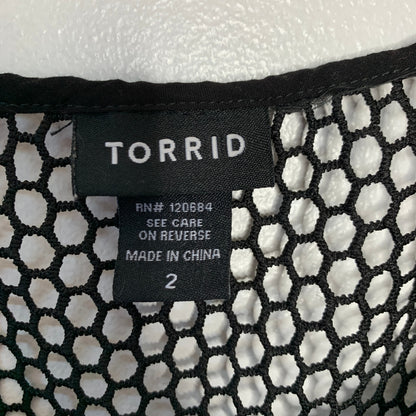 TORRID
RN# 120684
SEE CARE
ON REVERSE
MADE IN CHINA
2